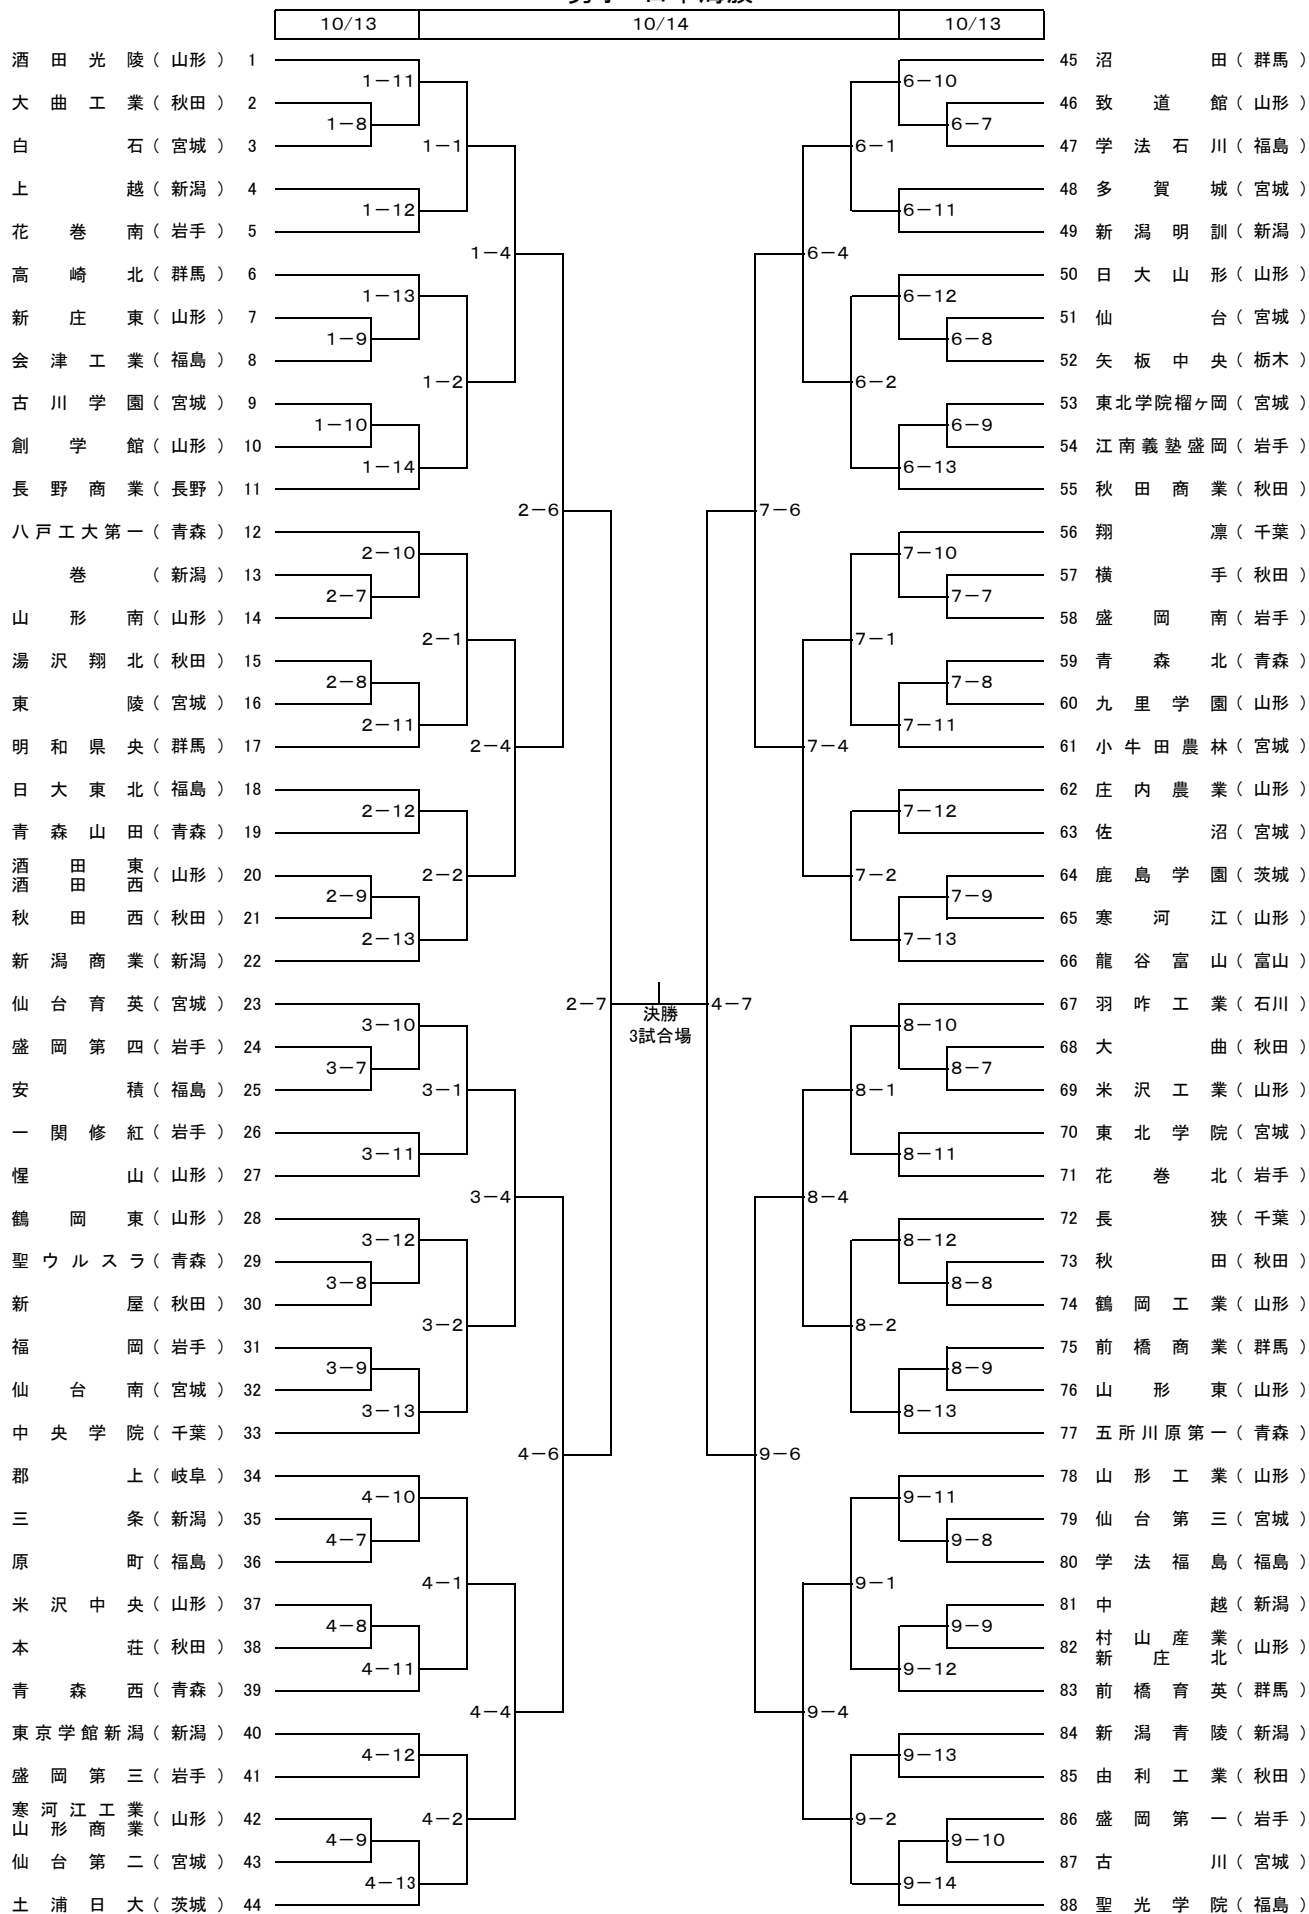 10/13 10/14 10/13
酒田光陵（山形） 1
大曲工業（秋田） 2
白石（宮城） 3
上越（新潟） 4
花巻南（岩手） 5
高崎北（群馬） 6
新庄東（山形） 7
会津工業（福島） 8
古川学園（宮城） 9
創学館（山形） 10
長野商業（長野） 11
八戸工大第一（青森） 12
巻（新潟） 13
山形南（山形） 14
湯沢翔北（秋田） 15
東陵（宮城） 16
明和県央（群馬） 17
日大東北（福島） 18
青森山田（青森） 19
酒田東
酒田西（山形） 20
秋田西（秋田） 21
新潟商業（新潟） 22
仙台育英（宮城） 23
盛岡第四（岩手） 24
安積（福島） 25
一関修紅（岩手） 26
惺山（山形） 27
鶴岡東（山形） 28
聖ウルスラ（青森） 29
新屋（秋田） 30
福岡（岩手） 31
仙台南（宮城） 32
中央学院（千葉） 33
郡上（岐阜） 34
三条（新潟） 35
原町（福島） 36
米沢中央（山形） 37
本荘（秋田） 38
青森西（青森） 39
東京学館新潟（新潟） 40
盛岡第三（岩手） 41
寒河江工業
山形商業（山形） 42
仙台第二（宮城） 43
土浦日大（茨城） 44
1－11
1－8
1－1
1－12
1－4
1－13
1－9
1－2
1－10
1－14
2－6
2－10
2－7
2－1
2－8
2－11
2－4
2－12
2－2
2－9
2－13
2－7
3－10
3－7
3－1
3－11
3－4
3－12
3－8
3－2
3－9
3－13
4－6
4－10
4－7
4－1
4－8
4－11
4－4
4－12
4－2
4－9
4－13
決勝
3試合場
6－10
6－7
6－1
6－11
6－4
6－12
6－8
6－2
6－9
6－13
7－6
7－10
7－7
7－1
7－8
7－11
7－4
7－12
7－2
7－9
7－13
4－7
8－10
8－7
8－1
8－11
8－4
8－12
8－8
8－2
8－9
8－13
9－6
9－11
9－8
9－1
9－9
9－12
9－4
9－13
9－2
9－10
9－14
45 沼田（群馬）
46 致道館（山形）
47 学法石川（福島）
48 多賀城（宮城）
49 新潟明訓（新潟）
50 日大山形（山形）
51 仙台（宮城）
52 矢板中央（栃木）
53 東北学院榴ヶ岡（宮城）
54 江南義塾盛岡（岩手）
55 秋田商業（秋田）
56 翔凛（千葉）
57 横手（秋田）
58 盛岡南（岩手）
59 青森北（青森）
60 九里学園（山形）
61 小牛田農林（宮城）
62 庄内農業（山形）
63 佐沼（宮城）
64 鹿島学園（茨城）
65 寒河江（山形）
66 龍谷富山（富山）
67 羽咋工業（石川）
68 大曲（秋田）
69 米沢工業（山形）
70 東北学院（宮城）
71 花巻北（岩手）
72 長狭（千葉）
73 秋田（秋田）
74 鶴岡工業（山形）
75 前橋商業（群馬）
76 山形東（山形）
77 五所川原第一（青森）
78 山形工業（山形）
79 仙台第三（宮城）
80 学法福島（福島）
81 中越（新潟）
82 村山産業
新庄北（山形）
83 前橋育英（群馬）
84 新潟青陵（新潟）
85 由利工業（秋田）
86 盛岡第一（岩手）
87 古川（宮城）
88 聖光学院（福島）